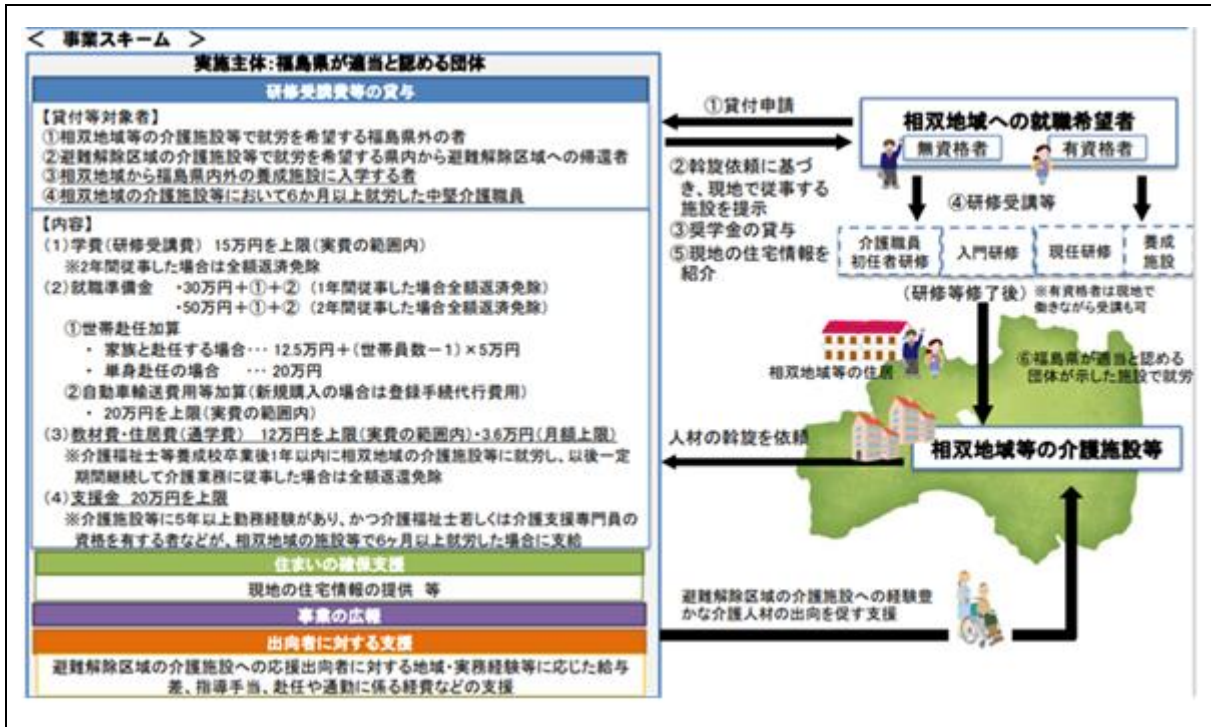 ＜ 事業スキーム ＞
実施主体：福島県が適当と認める団体
研修受講費等の貸与
【貸付等対象者】
①相双地域等の介護施設等で就労を希望する福島県外の者
②避難解除区域の介護施設等で就労を希望する県内から避難解除区域への帰還者
③相双地域から福島県内外の養成施設に入学する者
④相双地域の介護施設等において6か月以上就労した中堅介護職員
【内容】
（1）学費（研修受講費） 15万円を上限（実費の範囲内）
※2年間従事した場合は全額返済免除
（2）就職準備金 ・30万円＋①＋②（1年間従事した場合全額返済免除）
・50万円＋①＋②（2年間従事した場合全額返済免除）
①世帯赴任加算
・ 家族と赴任する場合… 12.5万円＋（世帯員数－1）×5万円
・ 単身赴任の場合 …20万円
②自動車輸送費用等加算（新規購入の場合は登録手続代行費用）
・ 20万円を上限（実費の範囲内）
（3）教材費・住居費（通学費） 12万円を上限（実費の範囲内）・3.6万円（月額上限）
※介護福祉士等養成校卒業後1年以内に相双地域の介護施設等に就労し、以後一定
期間継続して介護業務に従事した場合は全額返還免除
（4）支援金 20万円を上限
※介護施設等に5年以上勤務経験があり、かつ介護福祉士若しくは介護支援専門員の
資格を有する者などが、相双地域の施設等で6ヶ月以上就労した場合に支給
住まいの確保支援
現地の住宅情報の提供 等
事業の広報
出向者に対する支援
避難解除区域の介護施設への応援出向者に対する地域・実務経験等に応じた給与
差、指導手当、赴任や通勤に係る経費などの支援
①貸付申請
②斡旋依頼に基づ
き、現地で従事する
施設を提示
③奨学金の貸与
⑤現地の住宅情報を
紹介
相双地域への就職希望者
無資格者
有資格者
④研修受講等
介護職員
初任者研修
入門研修
現任研修
養成
施設
（研修等修了後）
※有資格者は現地で
働きながら受講も可
相双地域等の住居
⑥福島県が適当と認める
団体が示した施設で就労
人材の斡旋を依頼
相双地域等の介護施設等
避難解除区域の介護施設への経験豊
かな介護人材の出向を促す支援